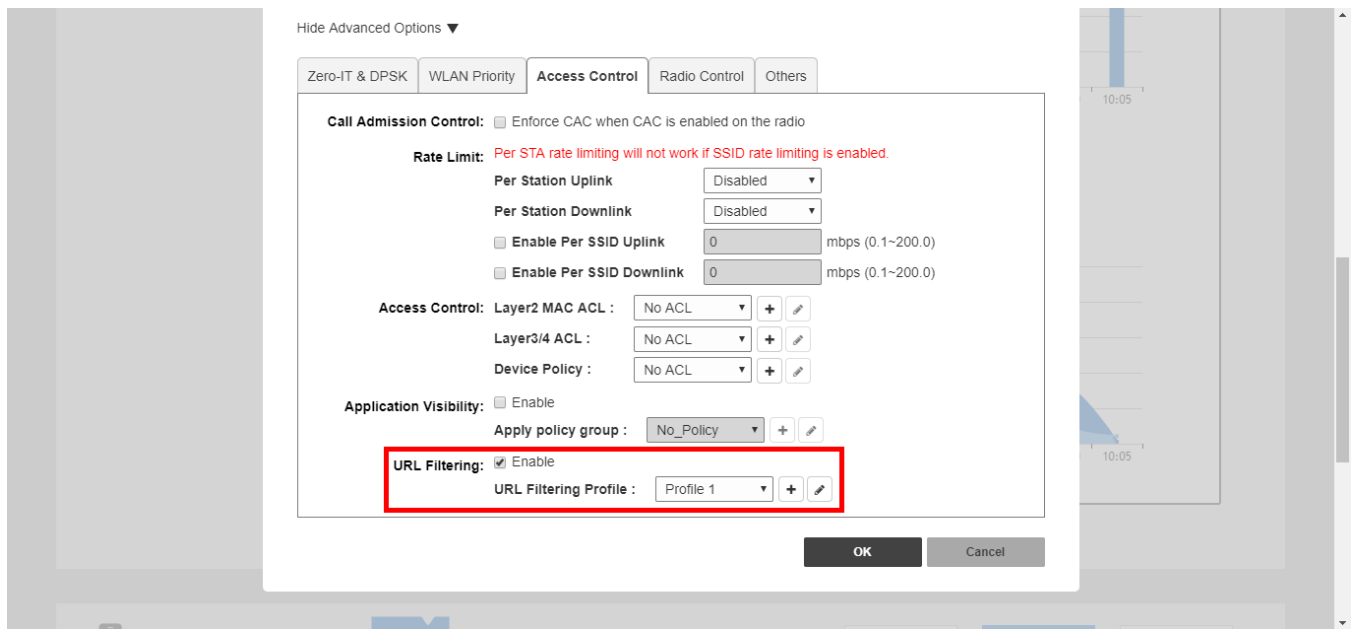 Hide Advanced Options ▼
Zero-IT & DPSK WLAN Priority Access Control Radio Control Others
10:05
Call Admission Control: Enforce CAC when CAC is enabled on the radio
Rate Limit: Per STA rate limiting will not work if SSID rate limiting is enabled.
Per Station Uplink Disabled
Per Station Downlink Disabled
Enable Per SSID Uplink 0 mbps (0.1~200.0)
Enable Per SSID Downlink 0 mbps (0.1~200.0)
Access Control: Layer2 MAC ACL : No ACL
Layer3/4 ACL : No ACL
Device Policy : No ACL
Application Visibility: Enable
Apply policy group : No_Policy
URL Filtering: Enable
10:05
URL Filtering Profile : Profile 1
OK Cancel